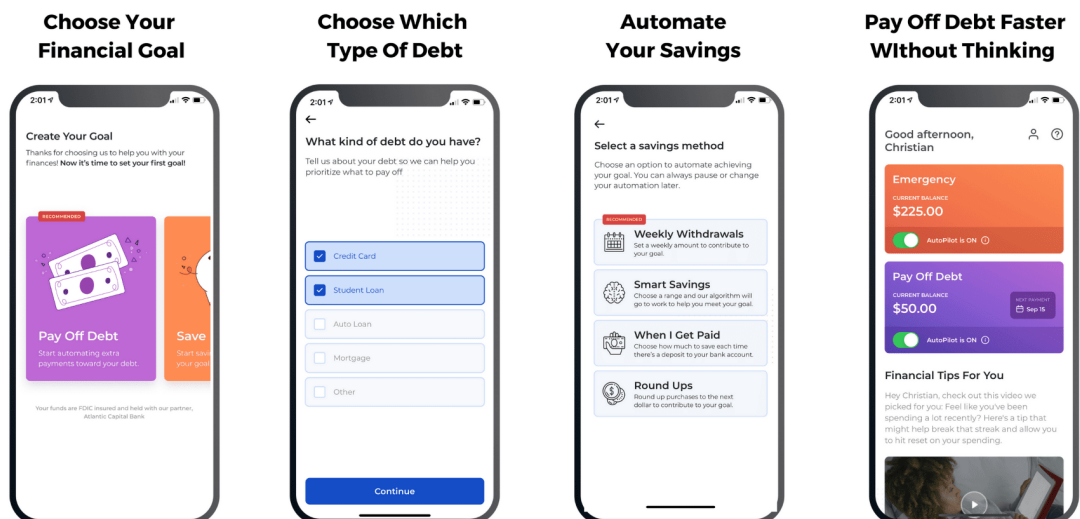 Choose Your
Financial Goal
2:01
Create Your Goal
Thanks for choosing us to help you with your
finances! Now it's time to set your first goal!
RECOMMENDED
Pay Off Debt
Start automating extra
payments toward your debt.
Save
Start savi
your goal
Your funds are FDIC insured and held with our partner,
Atlantic Capital Bank
Choose Which
Type Of Debt
2:01
What kind of debt do you have?
Tell us about your debt so we can help you
prioritize what to pay off
Credit Card
Student Loan
Auto Loan
Mortgage
Other
Continue
Automate
Your Savings
2:01
Select a savings method
Choose an option to automate achieving
your goal. You can always pause or change
your automation later.
RECOMMENDED
Weekly Withdrawals
Set a weekly amount to contribute to
your goal.
Smart Savings
Choose a range and our algorithm will
go to work to help you meet your goal.
When I Get Paid
Choose how much to save each time
there's a deposit to your bank account.
Round Ups
Round up purchases to the next
dollar to contribute to your goal.
Pay Off Debt Faster
WIthout Thinking
2:01
Good afternoon,
Christian
Emergency
CURRENT BALANCE
$225.00
AutoPilot is ON
Pay Off Debt
CURRENT BALANCE
$50.00
NEXT PAYMENT
Sep 15
AutoPilot is ON
Financial Tips For You
Hey Christian, check out this video we
picked for you: Feel like you've been
spending a lot recently? Here's a tip that
might help break that streak and allow you
to hit reset on your spending.